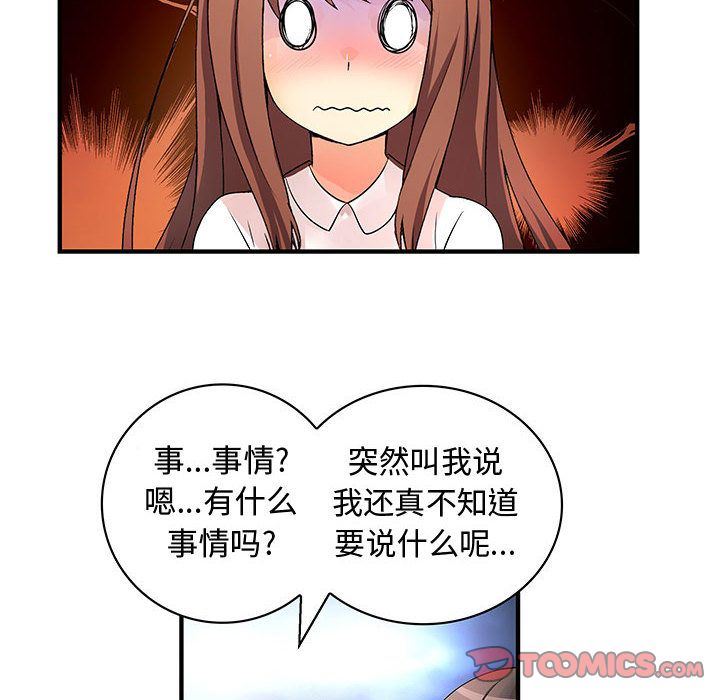 事...事情?
嗯...有什么
事情吗?
突然叫我说
我还真不知道
要说什么呢...
TOOMICS.COM